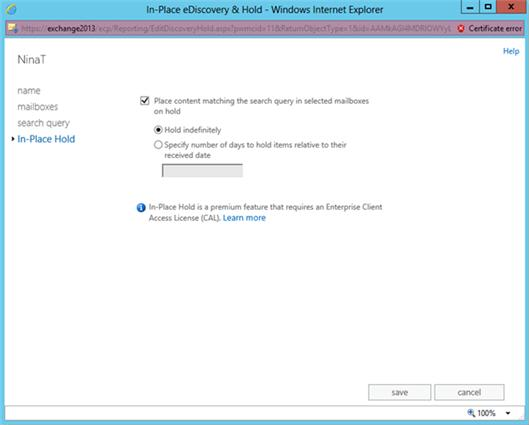 In-Place eDiscovery & Hold - Windows Internet Explorer
https://exchange2013/ecp/Reporting/EditDiscoveryHold.aspx?pwmcid=11&ReturnObjectType=1&id= Certificate error
Help
NinaT
name
mailboxes
search query
In-Place Hold
Place content matching the search query in selected mailboxes
on hold
Hold indefinitely
Specify number of days to hold items relative to their
received date
In-Place Hold is a premium feature that requires an Enterprise Client
Access License (CAL). Learn more
save cancel
100%